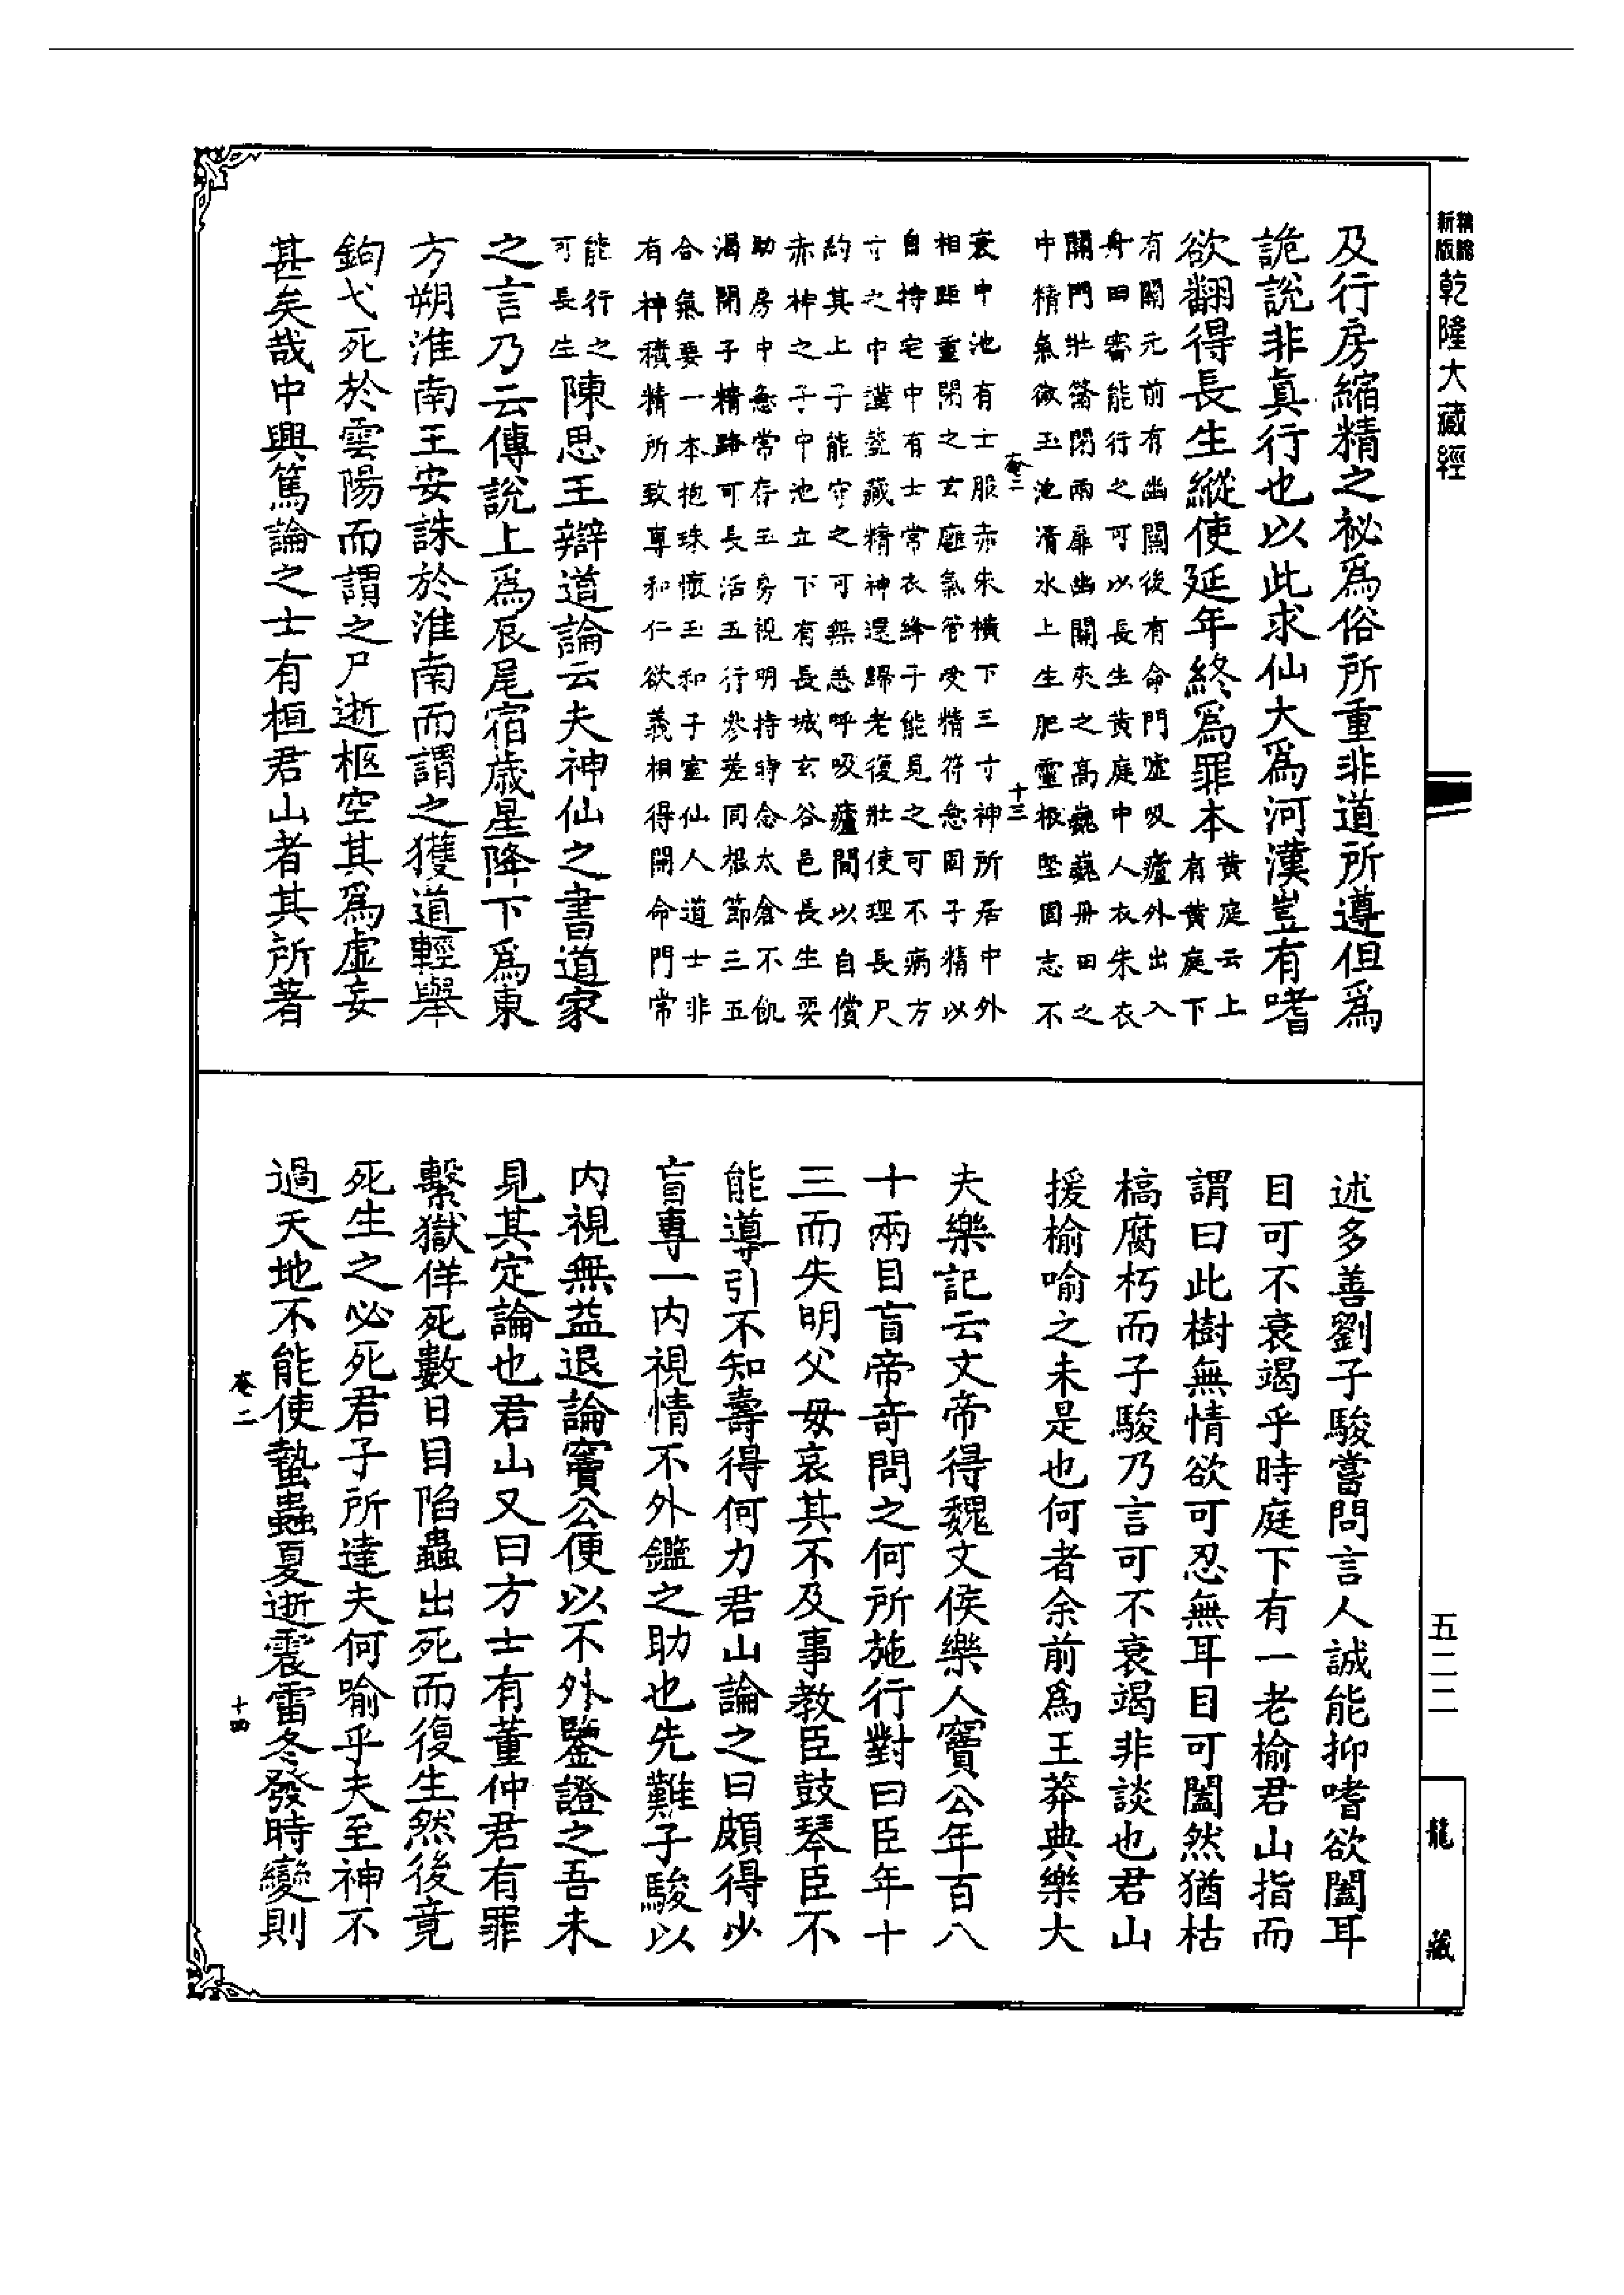 新版
精縮
乾隆大藏經
及行房縮精之祕爲俗所重非道所遵但爲
詭說非眞行也以此求仙大爲河漢豈有嗜
欲翻得長生縱使延年終爲罪本黃庭云上
有黃庭下
有關元前有幽闕後有命門噓吸廬外出入
丹田審能行之可以長生黃庭中人衣朱衣
關門壯籥閉兩扉幽闕夾之高巍巍丹田之
中精氣微玉池清水上生肥靈根堅固志不
菴二
十三
衰中池有士服赤朱橫下三寸神所居中外
相距重閉之玄廱氣管受精符急固子精以
自持宅中有士常衣絳子能見之可不病方
寸之中謹蓋藏精神還歸老復壯使理長尺
約其上子能守之可無恙呼吸廬間以自償
赤神之子中池立下有長城玄谷邑長生要
助房中急常存玉房視明持時念太倉不飢
渴閉子精路可長活五行參差同根節三五
合氣要一本抱珠懷玉和子室仙人道士非
有神積精所致專和仁欲義相得開命門常
能行之
可長生陳思王辯道論云夫神仙之書道家
之言乃云傳說上爲辰尾宿歲星降下爲東
方朔淮南王安誅於淮南而謂之獲道輕舉
鉤弋死於雲陽而謂之尸逝柩空其爲虛妄
甚矣哉中興篤論之士有桓君山者其所著
述多善劉子駿嘗問言人誠能抑嗜欲闔耳
目可不衰竭乎時庭下有一老榆君山指而
謂曰此樹無情欲可忍無耳目可闔然猶枯
槁腐朽而子駿乃言可不衰竭非談也君山
援榆喻之未是也何者余前爲王莽典樂大
夫樂記云文帝得魏文侯樂人竇公年百八
十兩目盲帝奇問之何所施行對曰臣年十
三而失明父母哀其不及事教臣鼓琴臣不
能導引不知壽得何力君山論之曰頗得少
盲專一內視情不外鑑之助也先難子駿以
內視無益退論竇公便以不外鑒證之吾未
見其定論也君山又曰方士有董仲君有罪
繫獄佯死數日目陷蟲出死而復生然後竟
死生之必死君子所達夫何喻乎夫至神不
過天地不能使蟄蟲夏逝震雷冬發時變則
菴二
十四
五二二
龍藏